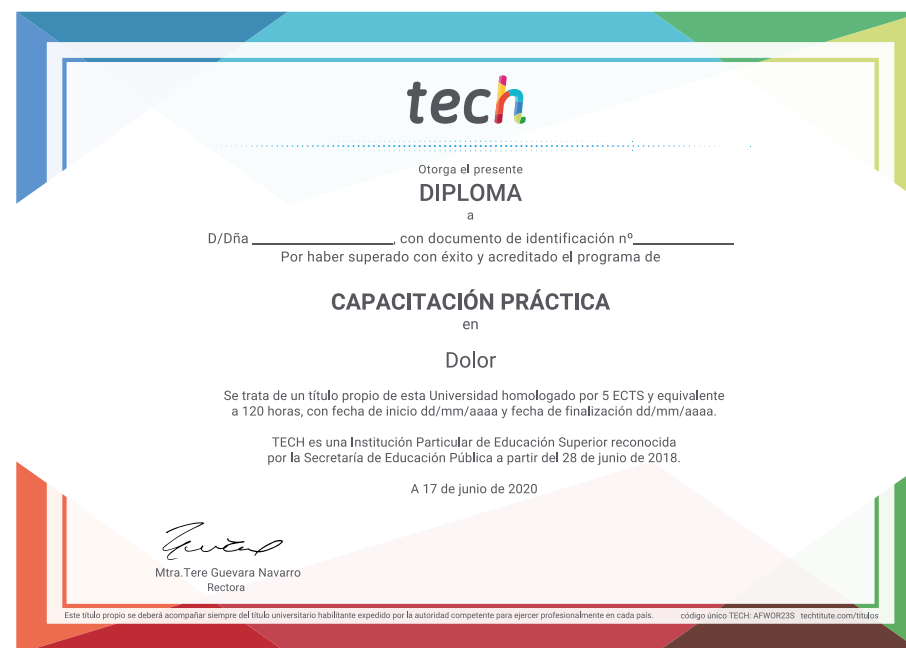 tech
Otorga el presente
DIPLOMA
a
D/Dña ________________, con documento de identificación nº____________
Por haber superado con éxito y acreditado el programa de
CAPACITACIÓN PRÁCTICA
en
Dolor
Se trata de un título propio de esta Universidad homologado por 5 ECTS y equivalente
a 120 horas, con fecha de inicio dd/mm/aaaa y fecha de finalización dd/mm/aaaa.
TECH es una Institución Particular de Educación Superior reconocida
por la Secretaría de Educación Pública a partir del 28 de junio de 2018.
A 17 de junio de 2020
Mtra.Tere Guevara Navarro
Rectora
Este título propio se deberá acompañar siempre del título universitario habilitante expedido por la autoridad competente para ejercer profesionalmente en cada país. código único TECH: AFWOR23S techtitute.com/titulos